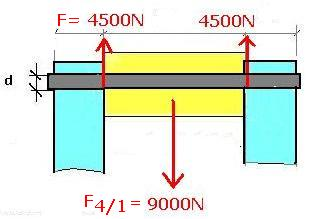 F= 4500N 4500N
d
F4/1 = 9000N